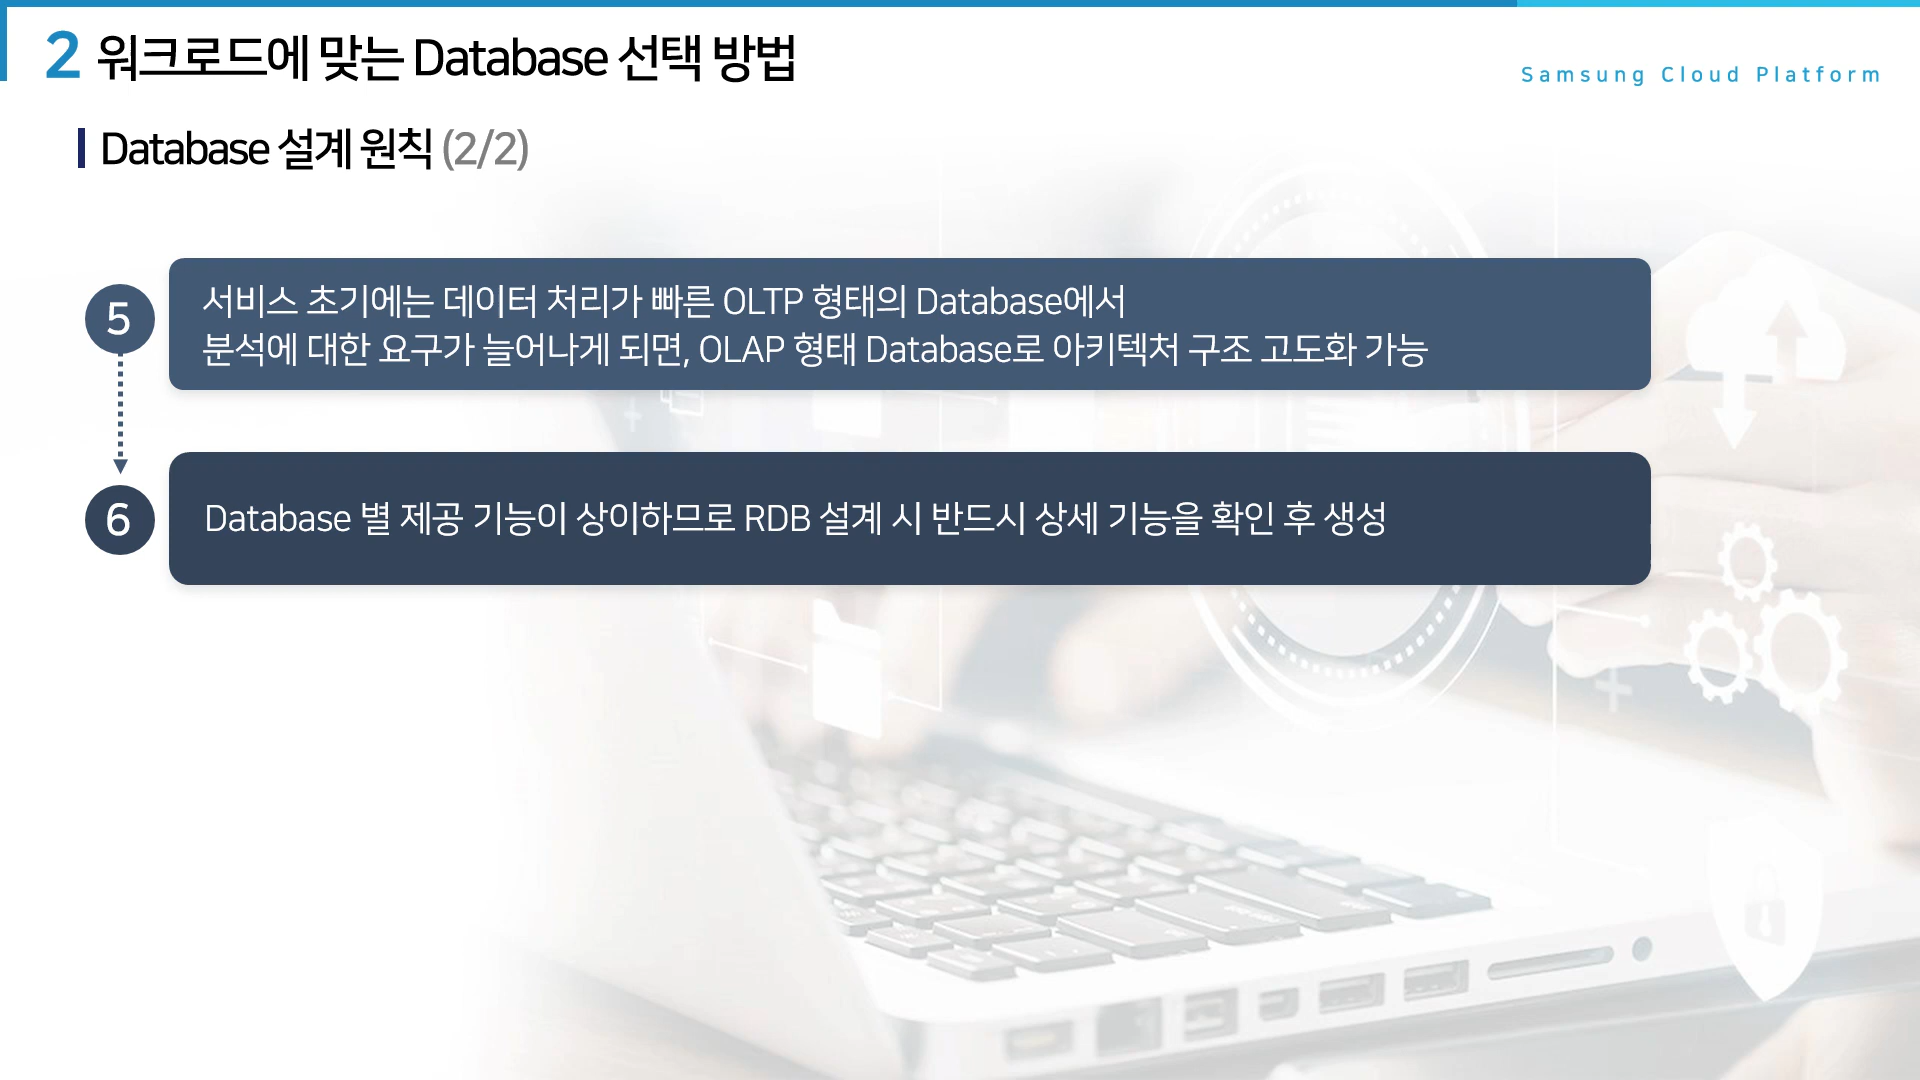 2 워크로드에 맞는 Database 선택 방법
Samsung Cloud Platform
Database 설계 원칙 (2/2)
5
서비스 초기에는 데이터 처리가 빠른 OLTP 형태의 Database에서
분석에 대한 요구가 늘어나게 되면, OLAP 형태 Database로 아키텍처 구조 고도화 가능
6
Database 별 제공 기능이 상이하므로 RDB 설계 시 반드시 상세 기능을 확인 후 생성